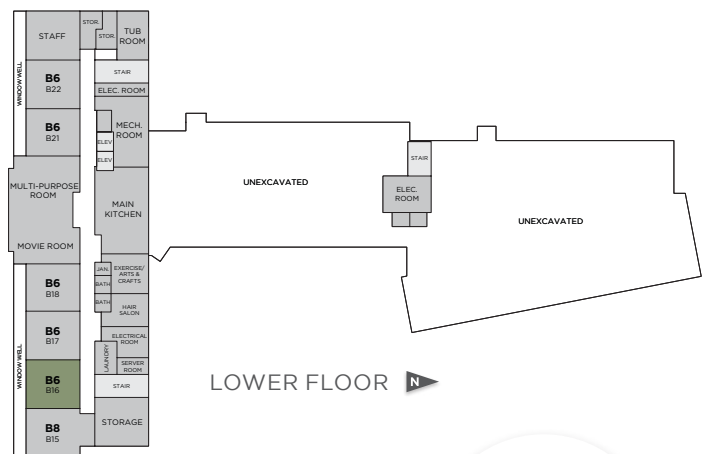 STOR.
STOR.
STAFF
TUB
ROOM
WINDOW WELL
STAIR
B6
B22
ELEC. ROOM
B6
B21
MECH.
ROOM
ELEV
ELEV
STAIR
UNEXCAVATED
ELEC.
ROOM
MULTI-PURPOSE
ROOM
MAIN
KITCHEN
UNEXCAVATED
MOVIE ROOM
JAN.
EXERCISE/
ARTS &
CRAFTS
BATH
B6
B18
BATH
HAIR
SALON
B6
B17
ELECTRICAL
ROOM
LAUNDRY
SERVER
ROOM
WINDOW WELL
B6
B16
STAIR
LOWER FLOOR N
B8
B15
STORAGE